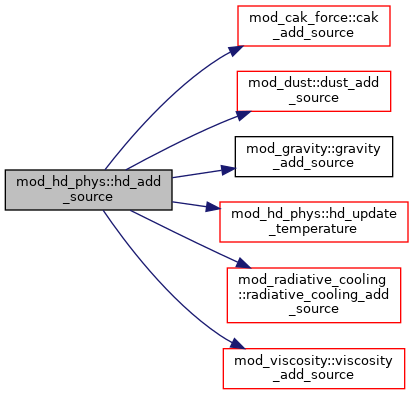 mod_cak_force::cak
_add_source
mod_dust::dust_add
_source
mod_gravity::gravity
_add_source
mod_hd_phys::hd_add
_source
mod_hd_phys::hd_update
_temperature
mod_radiative_cooling
::radiative_cooling_add
_source
mod_viscosity::viscosity
_add_source